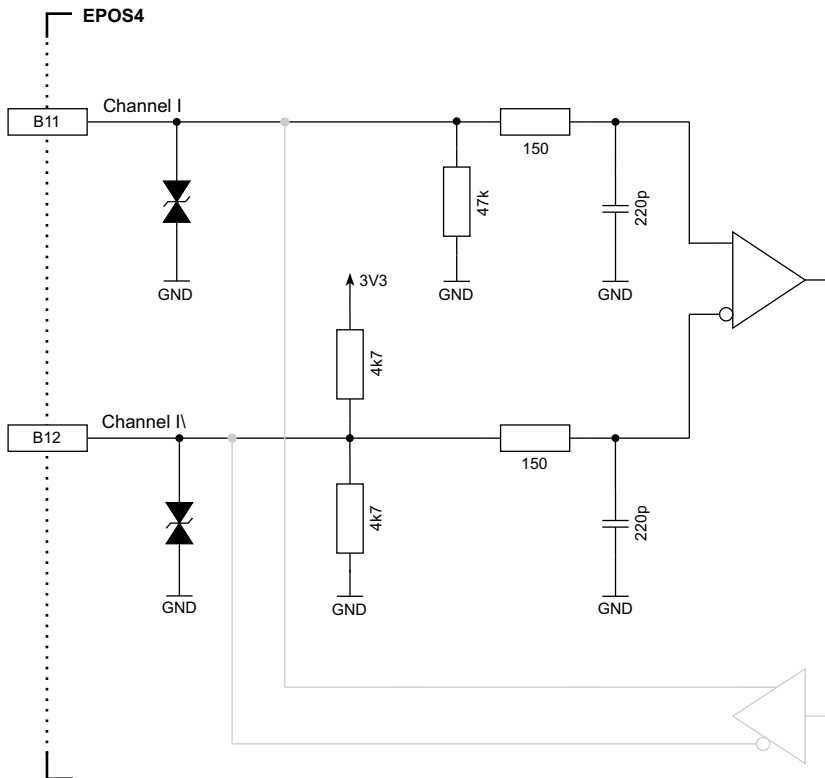 EPOS4
Channel I
B11
150
47k
220p
GND
GND
GND
3V3
4k7
Channel I\
B12
150
4k7
220p
GND
GND
GND